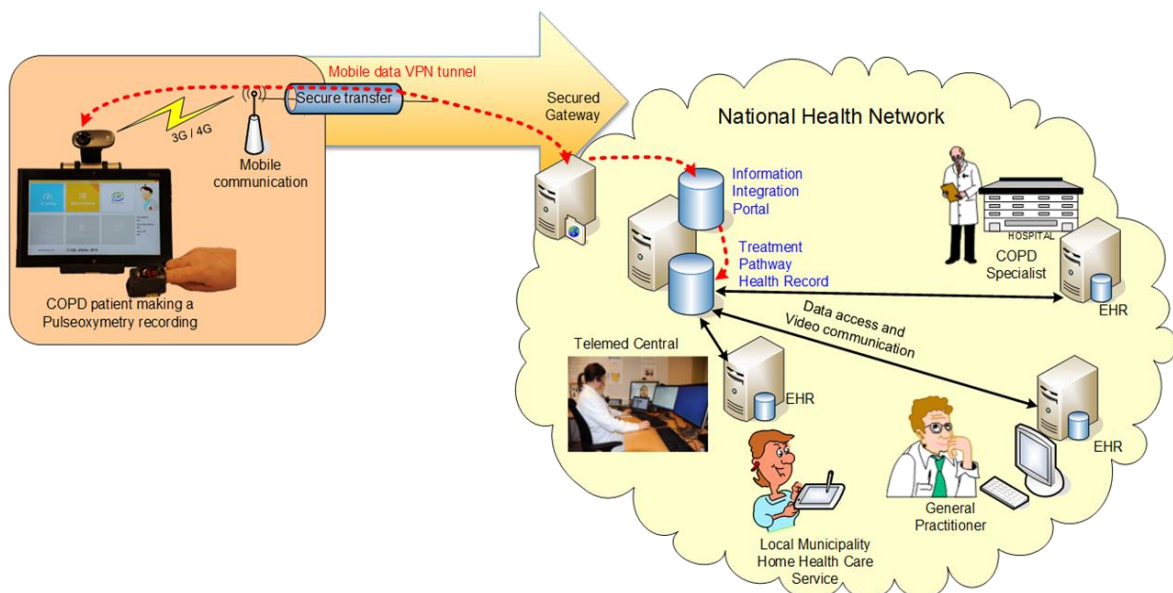 Mobile data VPN tunnel
Secure transfer
3G / 4G
Mobile
communication
COPD patient making a
Pulseoxymetry recording
Secured
Gateway
National Health Network
Information
Integration
Portal
Treatment
Pathway
Health Record
HOSPITAL
COPD
Specialist
EHR
Data access and
Video communication
Telemed Central
EHR
EHR
General
Practitioner
Local Municipality
Home Health Care
Service